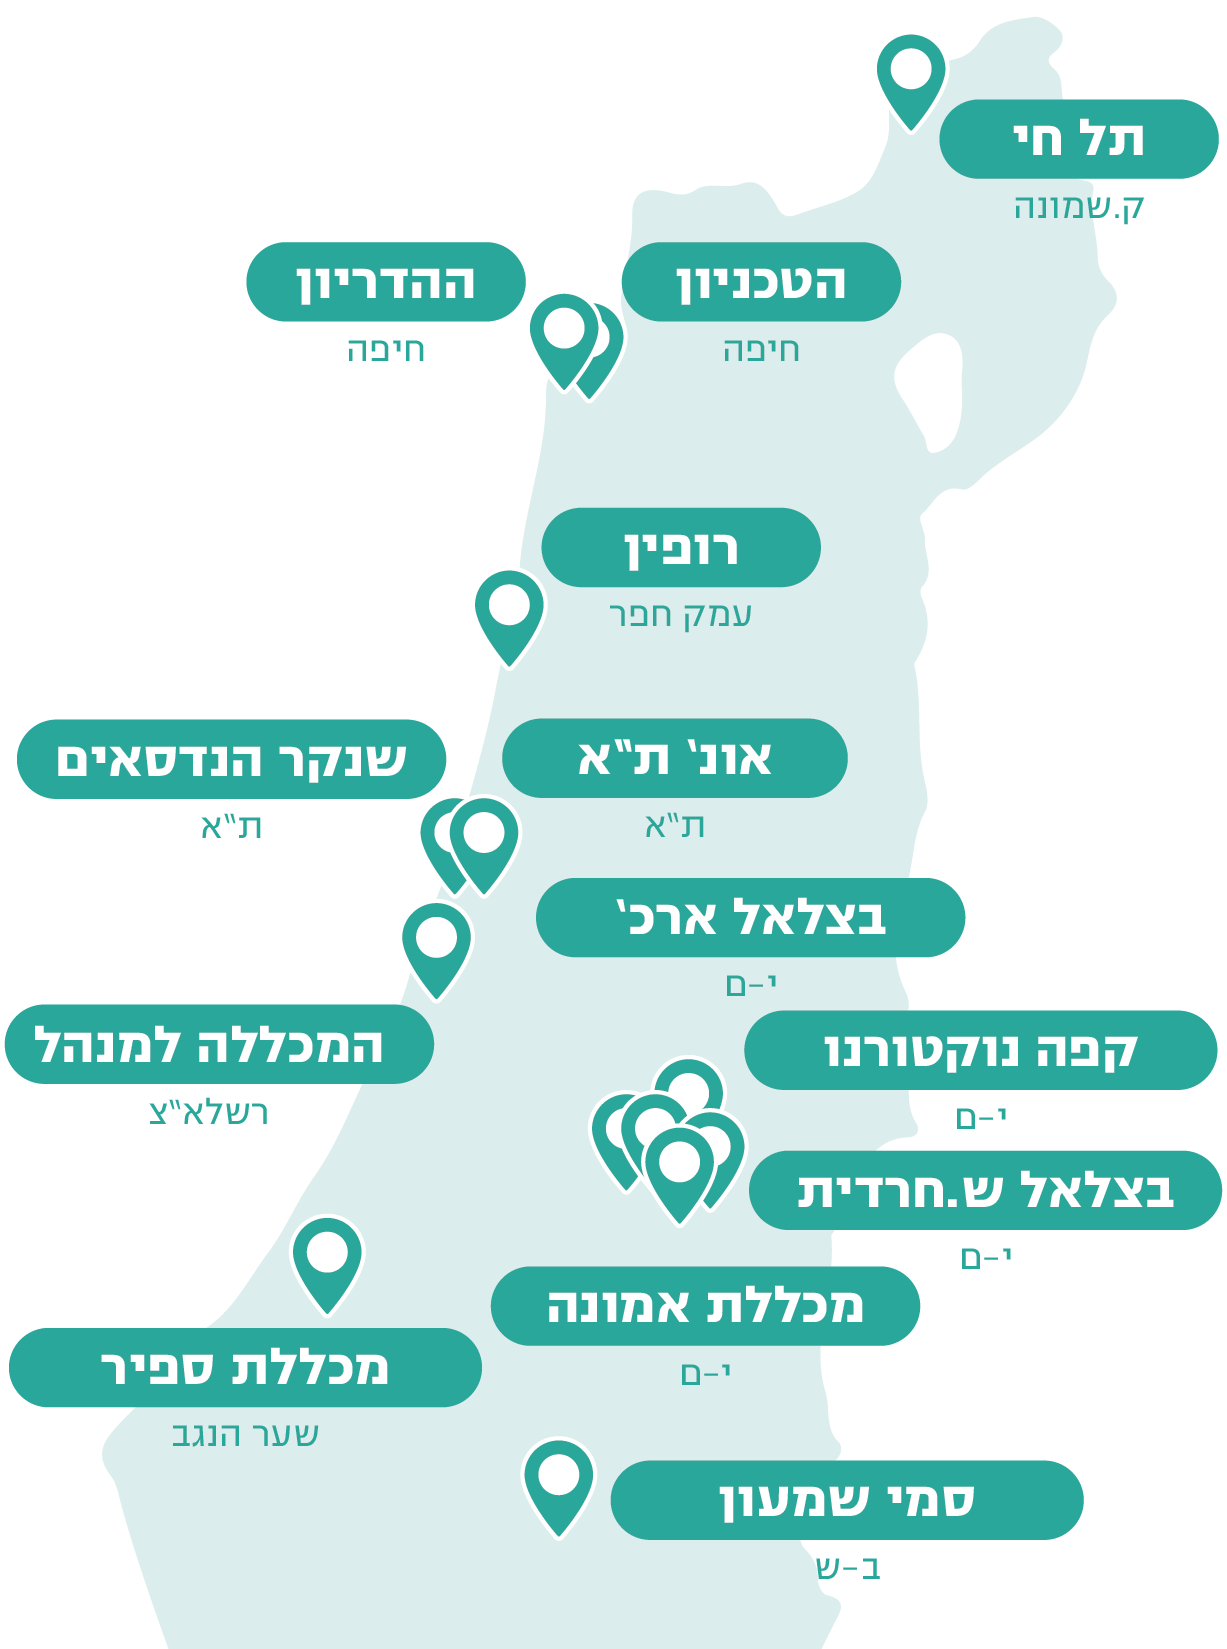 תל חי
ק.שמונה
הטכניון
חיפה
ההדריון
חיפה
רופין
עמק חפר
אונ' ת"א
ת"א
שנקר הנדסאים
ת"א
בצלאל ארכ'
י-ם
המכללה למנהל
רשלא"צ
קפה נוקטורנו
י-ם
בצלאל ש.חרדית
י-ם
מכללת אמונה
י-ם
מכללת ספיר
שער הנגב
סמי שמעון
ב-ש